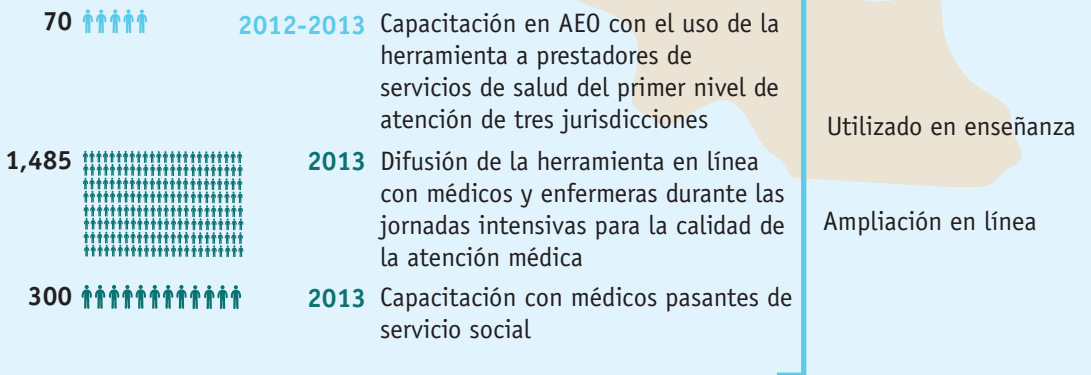 70 2012-2013 Capacitación en AEO con el uso de la
herramienta a prestadores de
servicios de salud del primer nivel de
atención de tres jurisdicciones
1,485 2013 Difusión de la herramienta en línea
con médicos y enfermeras durante las
jornadas intensivas para la calidad de
la atención médica
300 2013 Capacitación con médicos pasantes de
servicio social
Utilizado en enseñanza
Ampliación en línea